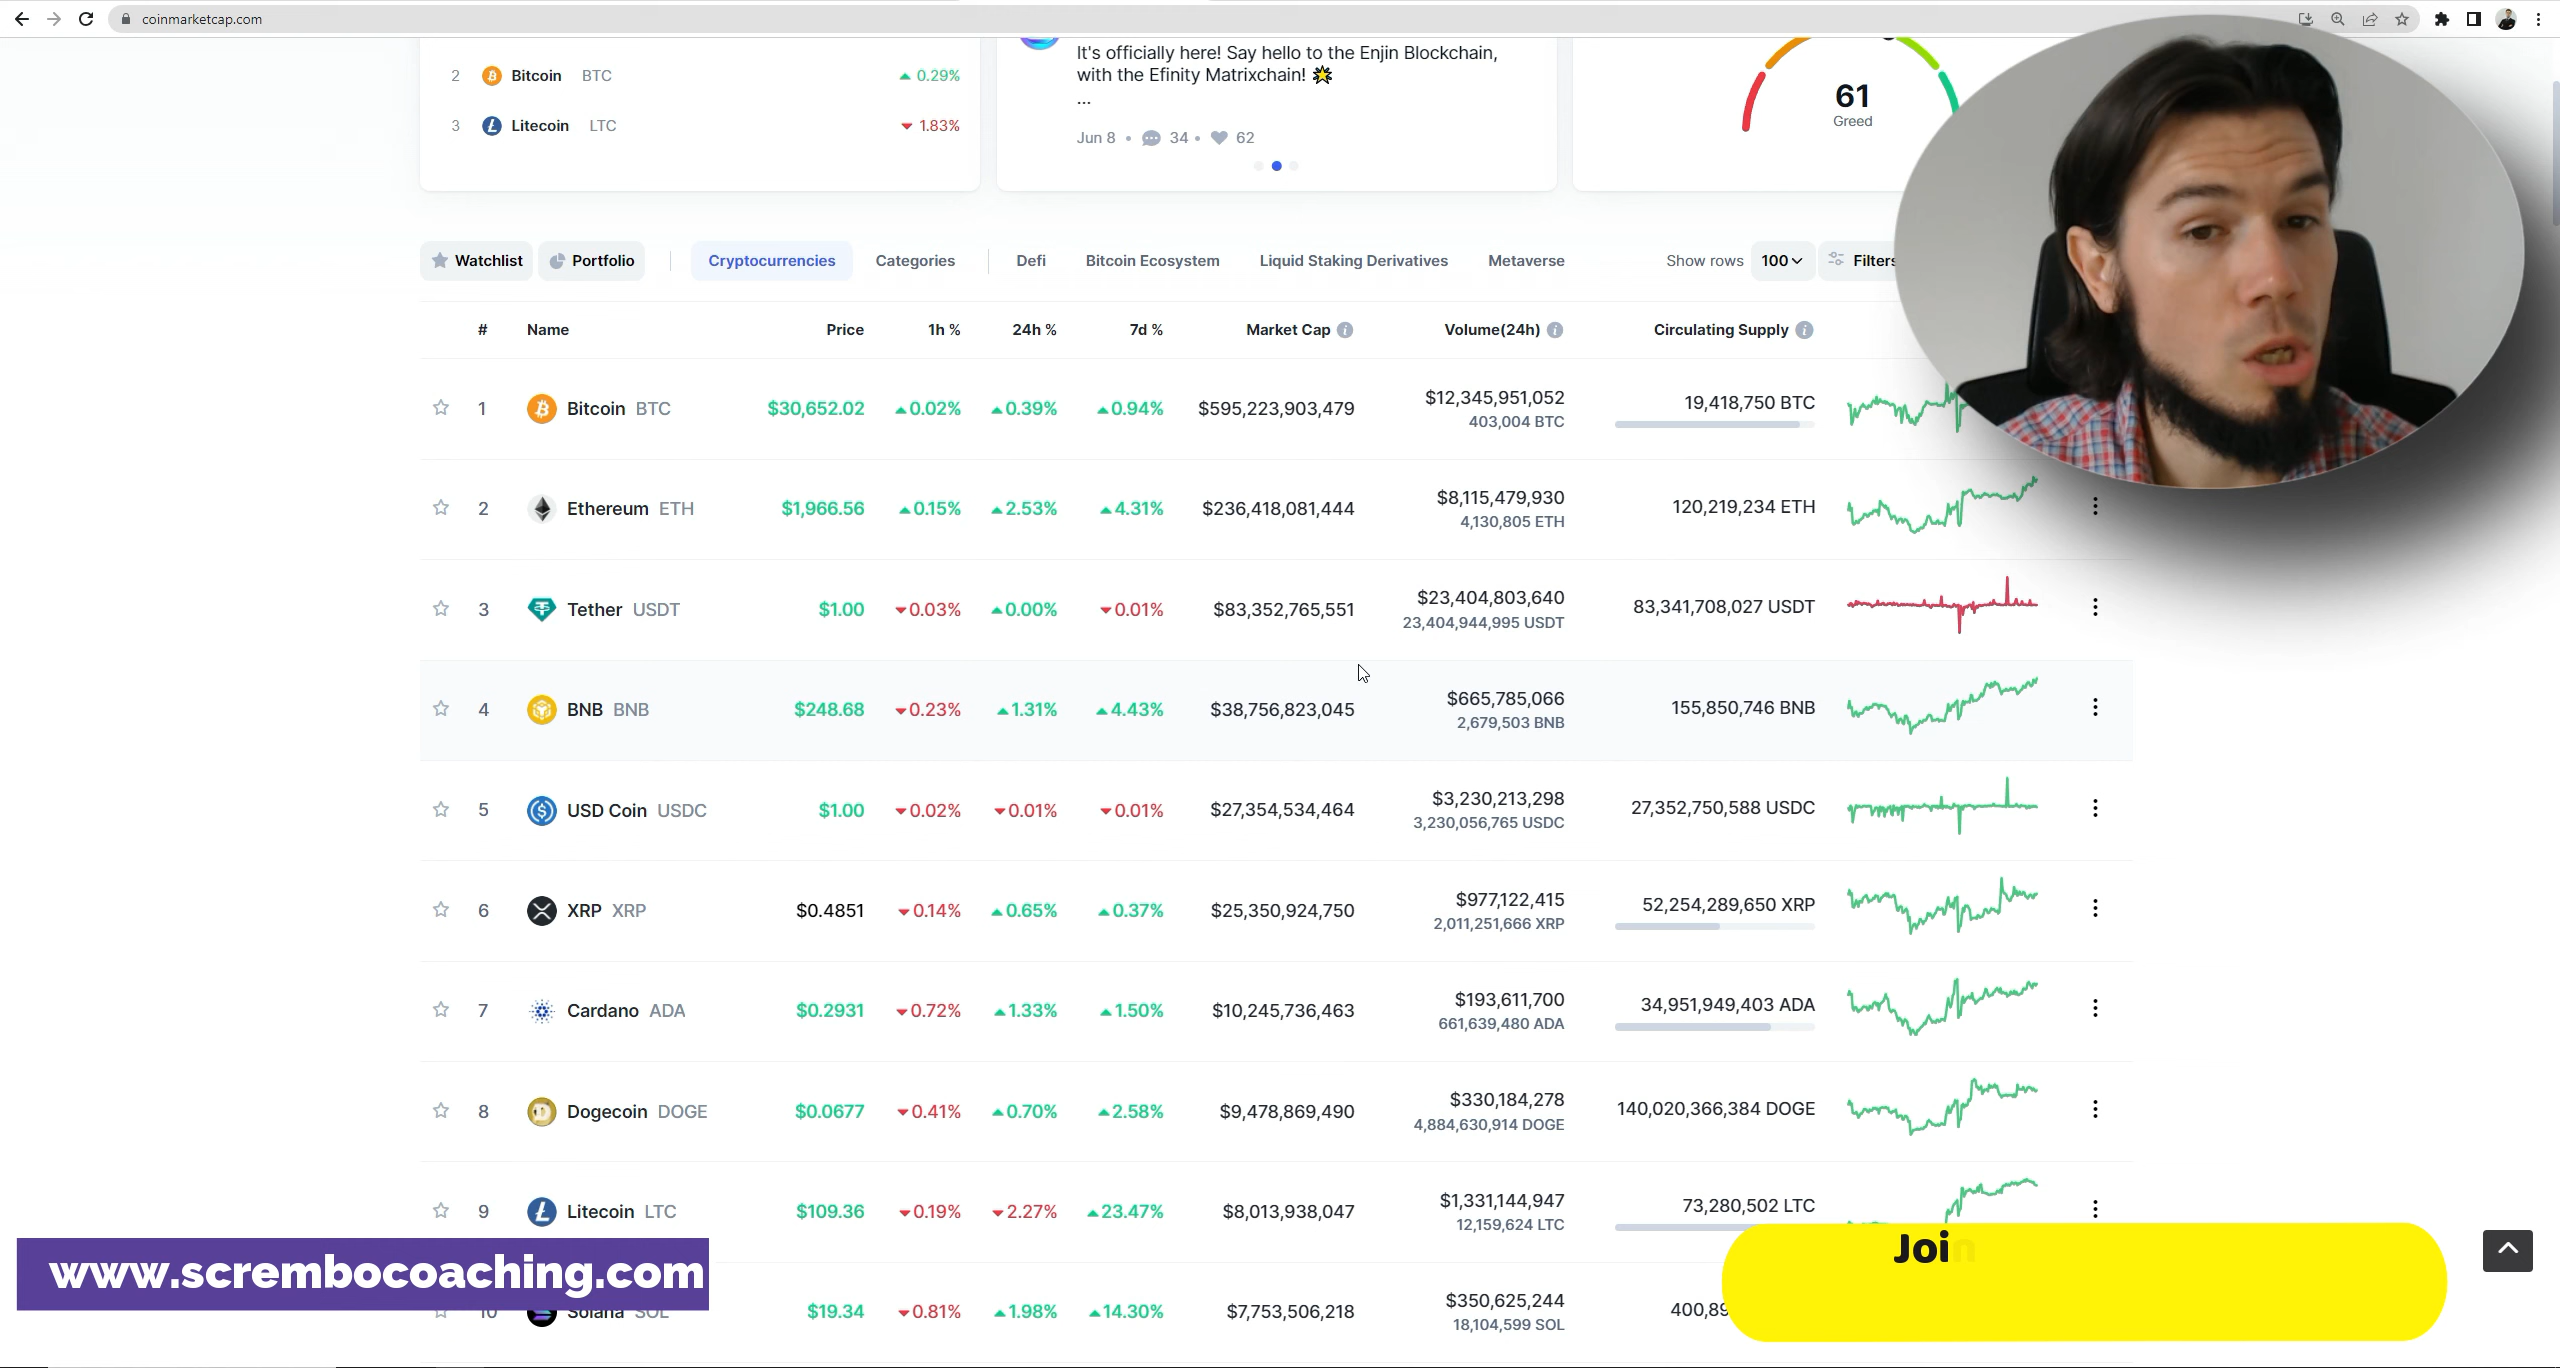 coinmarketcap.com
2 Bitcoin BTC 0.29%
3 Litecoin LTC 1.83%
It's officially here! Say hello to the Enjin Blockchain,
with the Efinity Matrixchain! 🌟
...
Jun 8 • 34 • 62
61
Greed
Watchlist Portfolio Cryptocurrencies Categories Defi Bitcoin Ecosystem Liquid Staking Derivatives Metaverse Show rows 100 Filters
# Name Price 1h % 24h % 7d % Market Cap Volume(24h) Circulating Supply
1 Bitcoin BTC $30,652.02 0.02% 0.39% 0.94% $595,223,903,479 $12,345,951,052 19,418,750 BTC
403,004 BTC
2 Ethereum ETH $1,966.56 0.15% 2.53% 4.31% $236,418,081,444 $8,115,479,930 120,219,234 ETH
4,130,805 ETH
3 Tether USDT $1.00 0.03% 0.00% 0.01% $83,352,765,551 $23,404,803,640 83,341,708,027 USDT
23,404,944,995 USDT
4 BNB BNB $248.68 0.23% 1.31% 4.43% $38,756,823,045 $665,785,066 155,850,746 BNB
2,679,503 BNB
5 USD Coin USDC $1.00 0.02% 0.01% 0.01% $27,354,534,464 $3,230,213,298 27,352,750,588 USDC
3,230,056,765 USDC
6 XRP XRP $0.4851 0.14% 0.65% 0.37% $25,350,924,750 $977,122,415 52,254,289,650 XRP
2,011,251,666 XRP
7 Cardano ADA $0.2931 0.72% 1.33% 1.50% $10,245,736,463 $193,611,700 34,951,949,403 ADA
661,639,480 ADA
8 Dogecoin DOGE $0.0677 0.41% 0.70% 2.58% $9,478,869,490 $330,184,278 140,020,366,384 DOGE
4,884,630,914 DOGE
9 Litecoin LTC $109.36 0.19% 2.27% 23.47% $8,013,938,047 $1,331,144,947 73,280,502 LTC
12,159,624 LTC
www.scrembocoaching.com
Join
10 Solana SOL $19.34 0.81% 1.98% 14.30% $7,753,506,218 $350,625,244 400,89
18,104,599 SOL